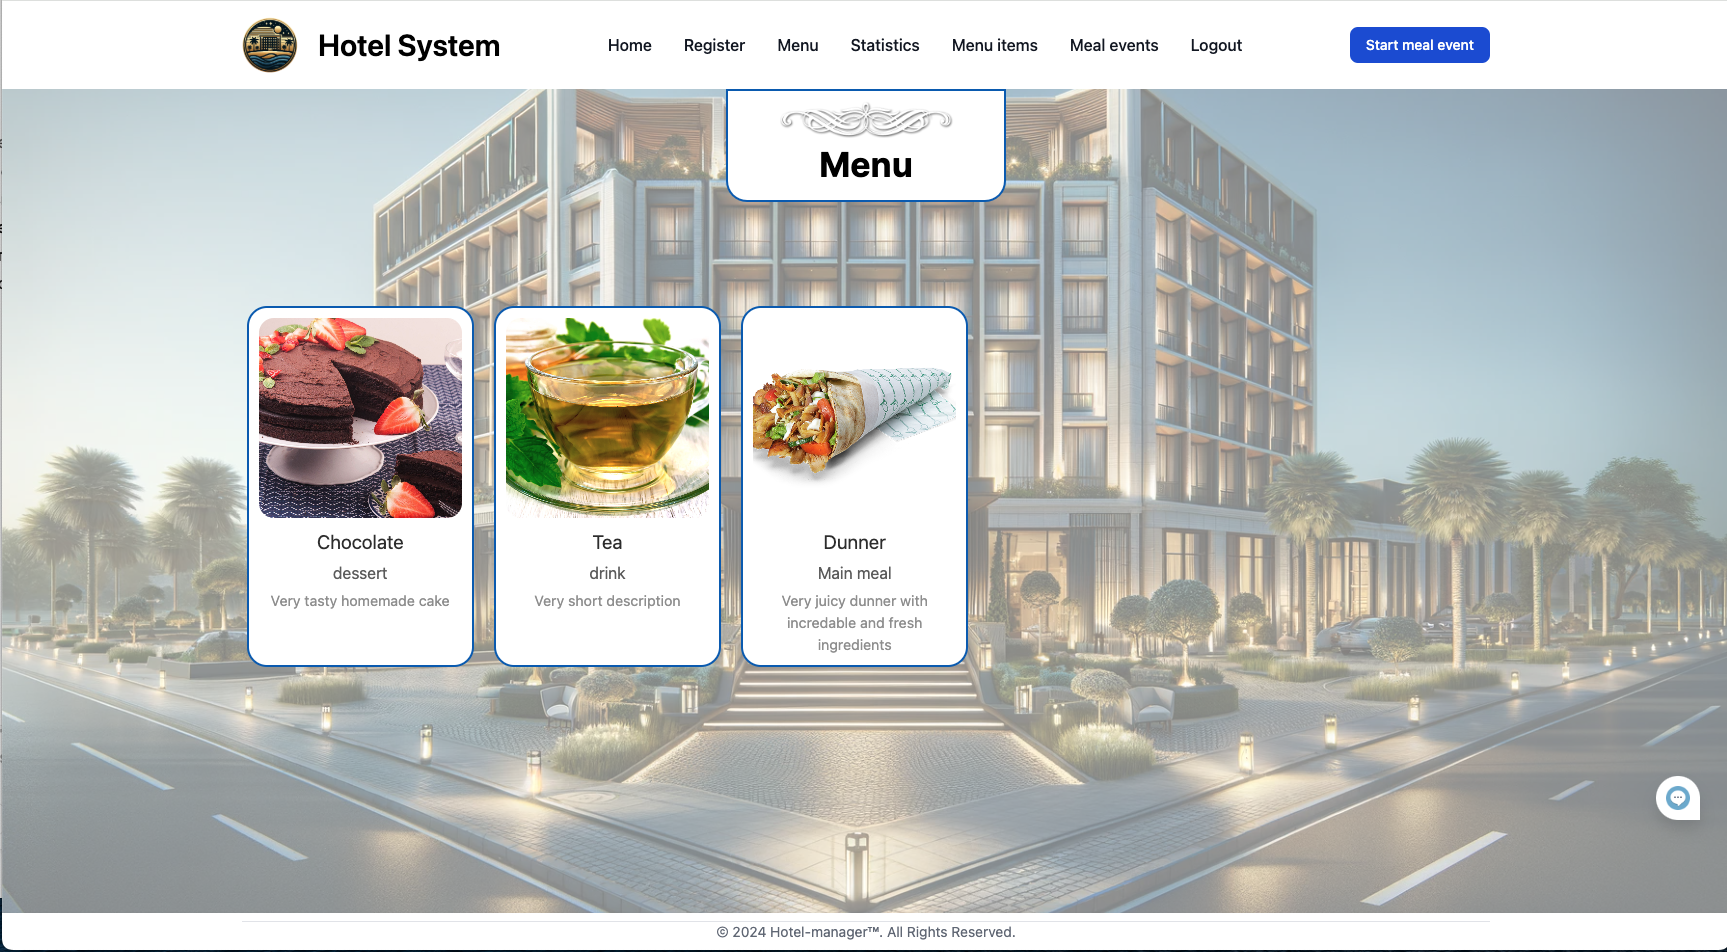 Hotel System
Home Register Menu Statistics Menu items Meal events Logout
Start meal event
Menu
Chocolate
dessert
Very tasty homemade cake
Tea
drink
Very short description
Dunner
Main meal
Very juicy dunner with
incredable and fresh
ingredients
© 2024 Hotel-manager™. All Rights Reserved.